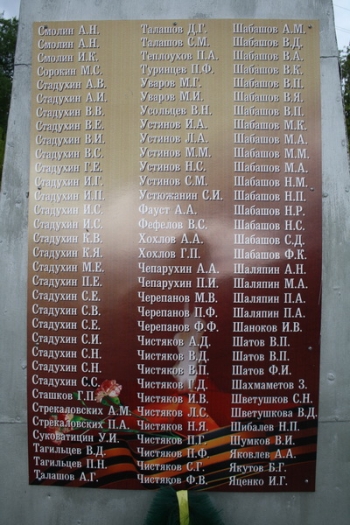 Смолин А.Н.
Смолин А.Н.
Смолин И.К.
Сорокин М.С.
Стадухин А.В.
Стадухин А.И.
Стадухин В.В.
Стадухин В.Е.
Стадухин В.И.
Стадухин В.С.
Стадухин Г.Е.
Стадухин И.Г.
Стадухин И.П.
Стадухин И.С.
Стадухин И.С.
Стадухин К.В.
Стадухин К.Я.
Стадухин М.Е.
Стадухин П.Е.
Стадухин С.Е.
Стадухин С.Е.
Стадухин С.Е.
Стадухин С.И.
Стадухин С.Н.
Стадухин С.Н.
Стадухин С.С.
Сташков Г.П.
Стрекаловских А.М.
Стрекаловских П.А.
Суковатицин У.И.
Тагильцев В.Д.
Тагильцев П.Н.
Талашов А.Г.
Талашов Д.Г.
Талашов С.М.
Теплоухов П.А.
Туринцев П.Ф.
Уваров М.Г.
Уваров М.И.
Усольцев В.Н.
Устинов И.А.
Устинов Л.А.
Устинов М.М.
Устинов Н.С.
Устинов С.М.
Устюжанин С.И.
Фауст А.А.
Фефелов В.С.
Хохлов А.А.
Хохлов Г.П.
Чепарухин А.А.
Чепарухин П.И.
Черепанов М.В.
Черепанов П.Ф.
Черепанов Ф.Ф.
Чистяков А.Д.
Чистяков В.Д.
Чистяков В.П.
Чистяков Г.Д.
Чистяков И.В.
Чистяков Л.С.
Чистяков Н.Я.
Чистяков П.Г.
Чистяков П.Ф
Чистяков С.Г.
Чистяков Ф.В.
Шабашов А.М.
Шабашов В.Д.
Шабашов В.А.
Шабашов В.К.
Шабашов В.П.
Шабашов В.Я.
Шабашов В.П.
Шабашов М.К.
Шабашов М.А.
Шабашов М.М.
Шабашов М.А.
Шабашов Н.М.
Шабашов Н.П.
Шабашов Н.Р.
Шабашов Н.С.
Шабашов С.Д.
Шабашов Ф.К.
Шаляпин А.Н.
Шаляпин М.А.
Шаляпин П.А.
Шаляпин П.А.
Шаноков И.В.
Шатов В.П.
Шатов В.П.
Шатов Ф.И.
Шахмаметов З.
Шветушков С.Н.
Шветушкова В.Д.
Шибалев Н.П.
Шумков В.И.
Яковлев А.А.
Якутов Б.Г.
Яценко И.Г.